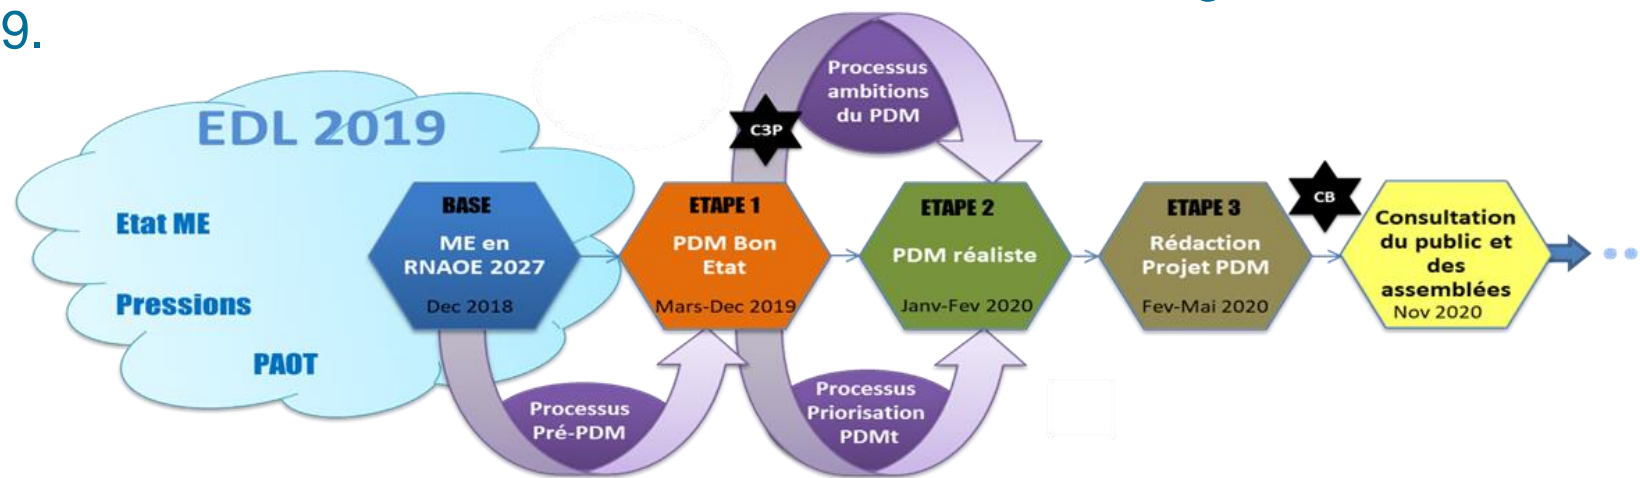 9.
EDL 2019
Etat ME
Pressions
PAOT
BASE
ME en
RNAOE 2027
Dec 2018
Processus
Pré-PDM
ETAPE 1
PDM Bon
Etat
Mars-Dec 2019
C3P
Processus
ambitions
du PDM
Processus
Priorisation
PDMt
ETAPE 2
PDM réaliste
Janv-Fev 2020
ETAPE 3
Rédaction
Projet PDM
Fev-Mai 2020
CB
Consultation
du public et
des
assemblées
Nov 2020